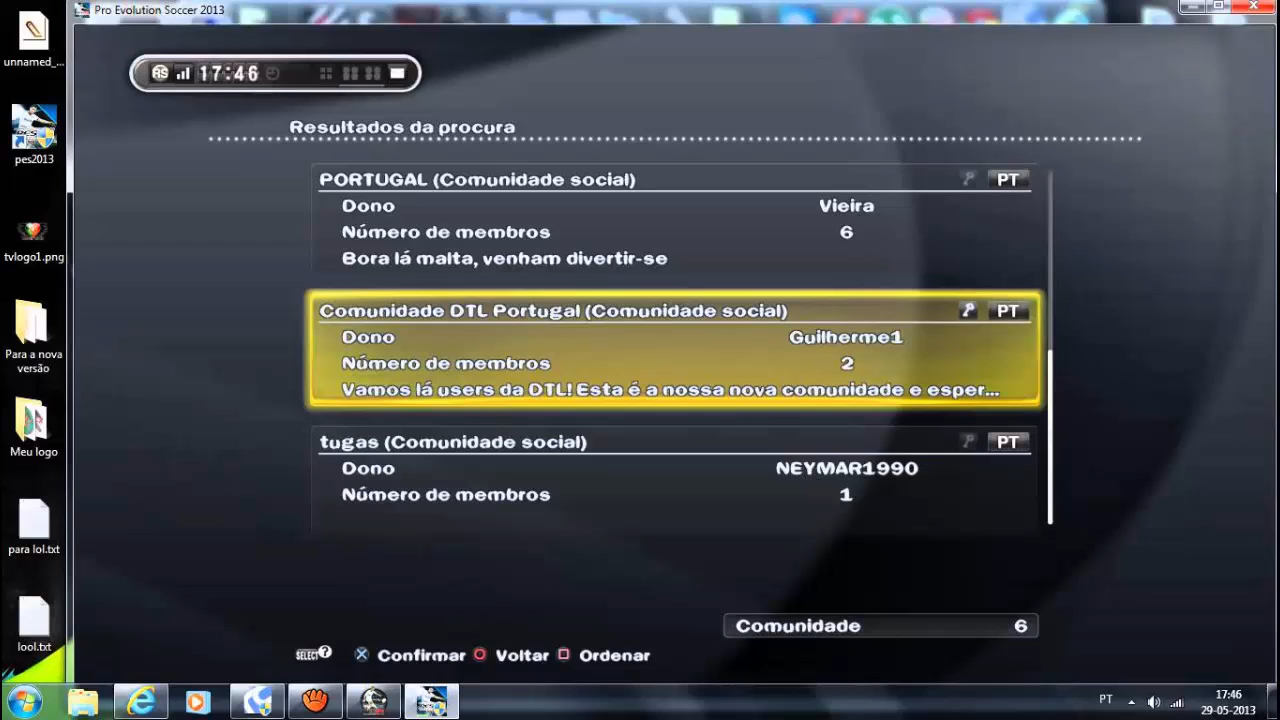 Pro Evolution Soccer 2013
unnamed_...
RS 17:46
Resultados da procura
pes2013
PORTUGAL (Comunidade social) PT
Dono Vieira
Número de membros 6
Bora lá malta, venham divertir-se
tvlogo1.png
Comunidade DTL Portugal (Comunidade social) PT
Dono Guilherme1
Número de membros 2
Vamos lá users da DTL! Esta é a nossa nova comunidade e esper...
Para a nova
versão
tugas (Comunidade social) PT
Dono NEYMAR1990
Número de membros 1
Meu logo
para lol.txt
Comunidade 6
lool.txt
SELECT ? Confirmar Voltar Ordenar
PT 17:46
29-05-2013